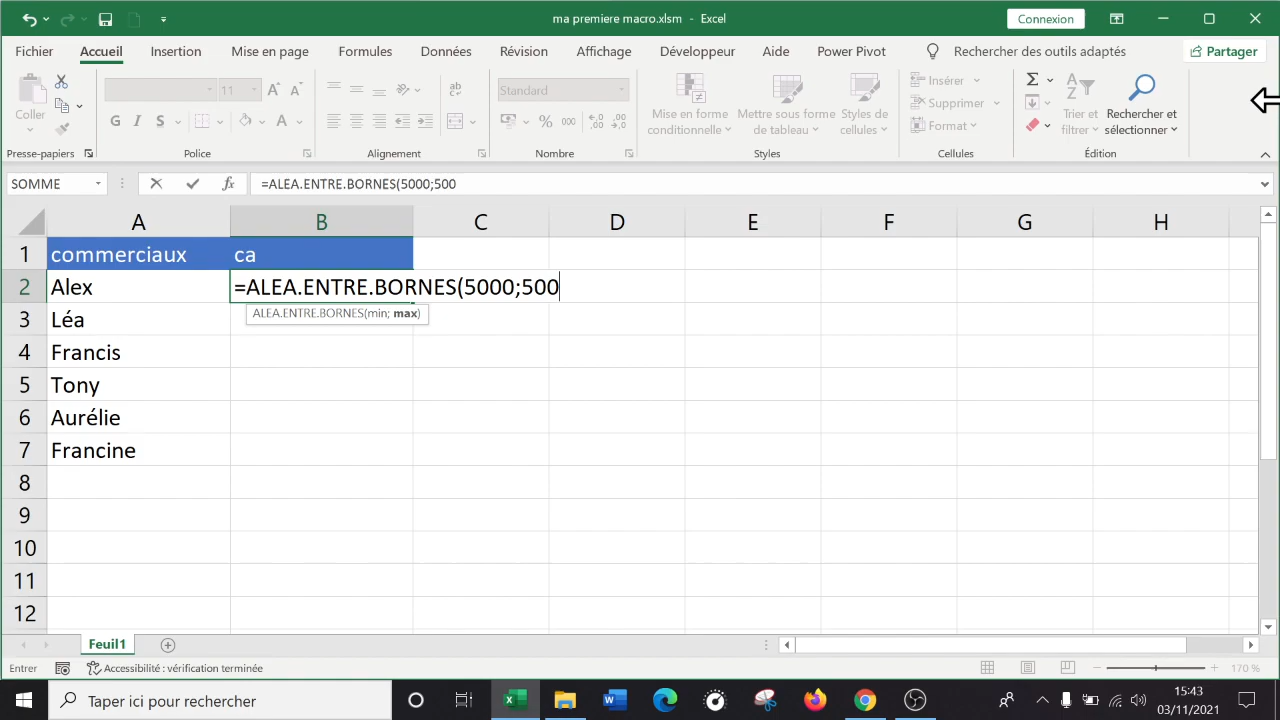 ma premiere macro.xlsm - Excel
Connexion
Fichier Accueil Insertion Mise en page Formules Données Révision Affichage Développeur Aide Power Pivot Rechercher des outils adaptés Partager
Coller
11
A A
ab
Standard
Mise en forme conditionnelle
Mettre sous forme de tableau
Styles de cellules
Insérer
Supprimer
Format
Trier et filtrer
Rechercher et sélectionner
G I S A
% 000
Presse-papiers Police Alignement Nombre Styles Cellules Édition
SOMME fx =ALEA.ENTRE.BORNES(5000;500
A B C D E F G H
1 commerciaux ca
2 Alex =ALEA.ENTRE.BORNES(5000;500
ALEA.ENTRE.BORNES(min; max)
3 Léa
4 Francis
5 Tony
6 Aurélie
7 Francine
8
9
10
11
12
Feuil1
Entrer Accessibilité : vérification terminée 170 %
Taper ici pour rechercher
15:43
03/11/2021